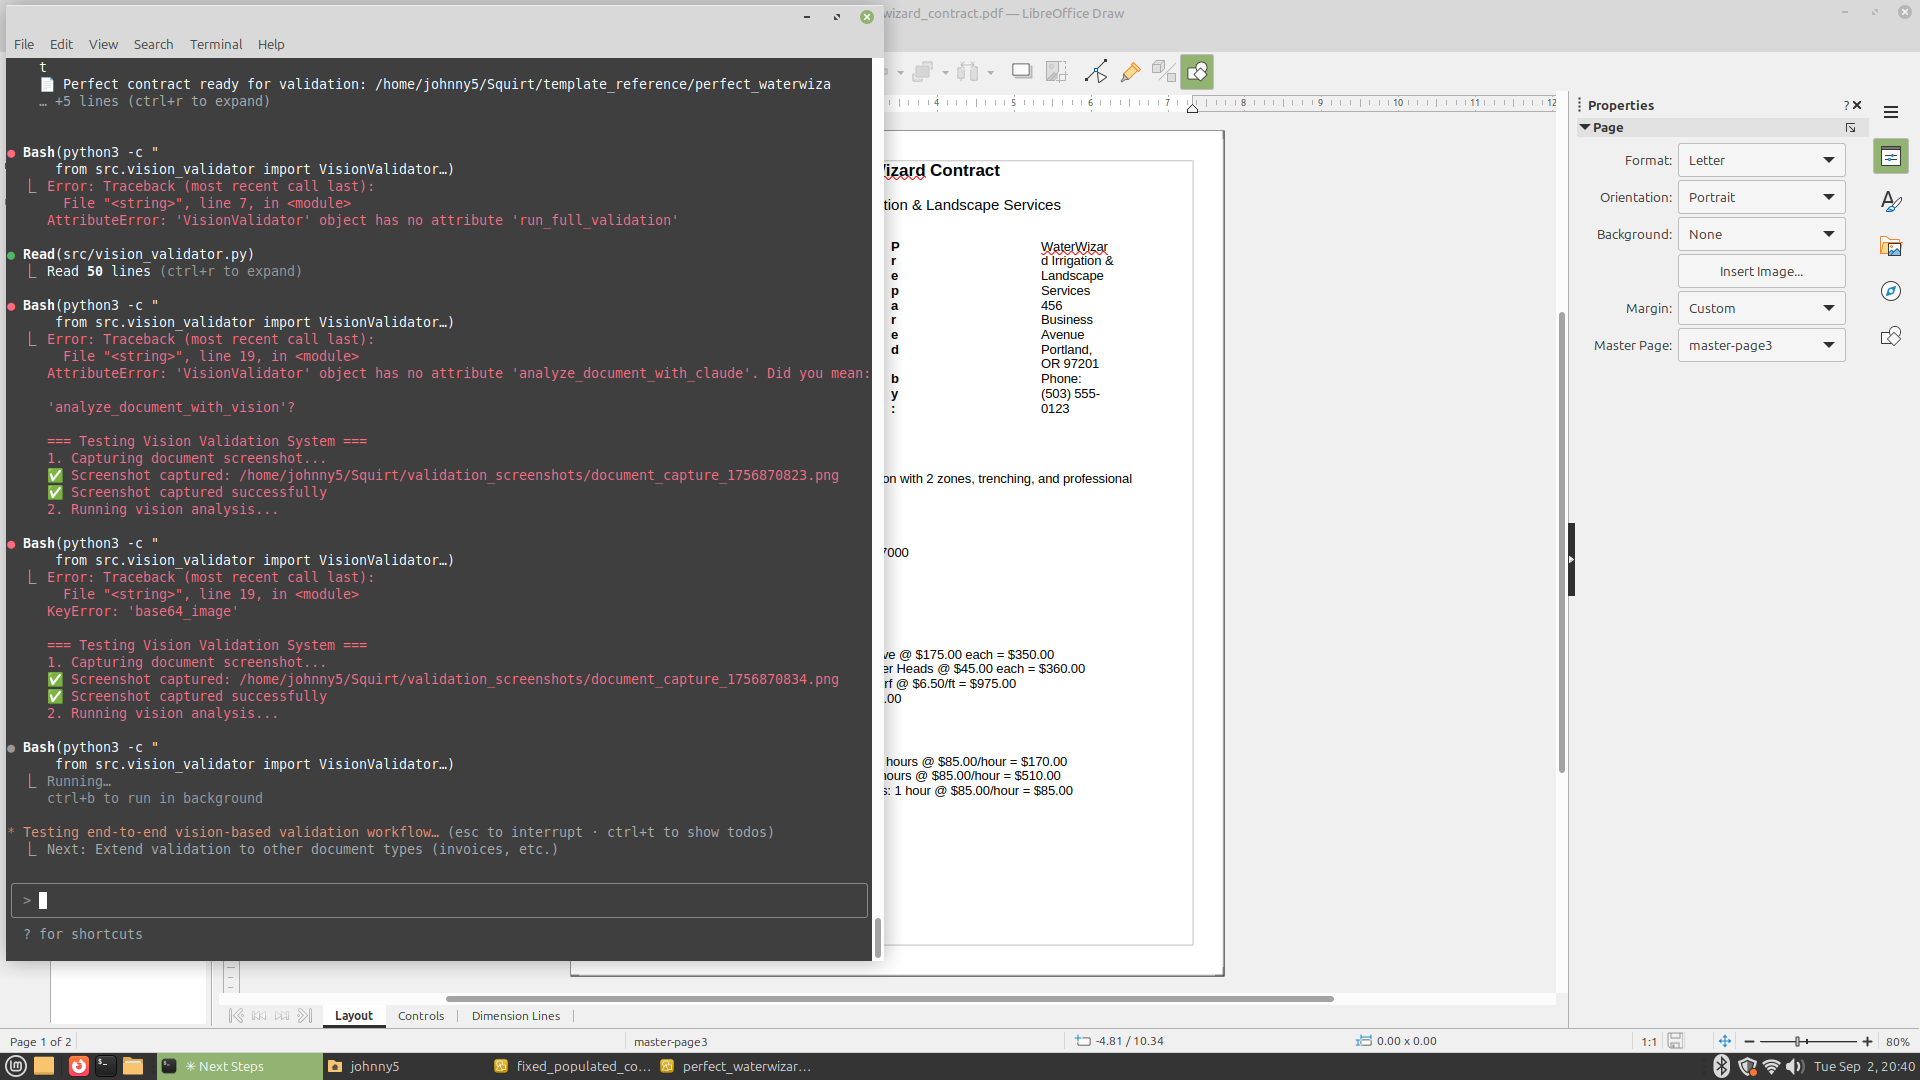 wizard_contract.pdf — LibreOffice Draw
File Edit View Search Terminal Help
t
📄 Perfect contract ready for validation: /home/johnny5/Squirt/template_reference/perfect_waterwiza
… +5 lines (ctrl+r to expand)
● Bash(python3 -c "
from src.vision_validator import VisionValidator…)
⎿ Error: Traceback (most recent call last):
File "<string>", line 7, in <module>
AttributeError: 'VisionValidator' object has no attribute 'run_full_validation'
● Read(src/vision_validator.py)
⎿ Read 50 lines (ctrl+r to expand)
● Bash(python3 -c "
from src.vision_validator import VisionValidator…)
⎿ Error: Traceback (most recent call last):
File "<string>", line 19, in <module>
AttributeError: 'VisionValidator' object has no attribute 'analyze_document_with_claude'. Did you mean:
'analyze_document_with_vision'?
=== Testing Vision Validation System ===
1. Capturing document screenshot...
✅ Screenshot captured: /home/johnny5/Squirt/validation_screenshots/document_capture_1756870823.png
✅ Screenshot captured successfully
2. Running vision analysis...
● Bash(python3 -c "
from src.vision_validator import VisionValidator…)
⎿ Error: Traceback (most recent call last):
File "<string>", line 19, in <module>
KeyError: 'base64_image'
=== Testing Vision Validation System ===
1. Capturing document screenshot...
✅ Screenshot captured: /home/johnny5/Squirt/validation_screenshots/document_capture_1756870834.png
✅ Screenshot captured successfully
2. Running vision analysis...
● Bash(python3 -c "
from src.vision_validator import VisionValidator…)
⎿ Running…
ctrl+b to run in background
* Testing end-to-end vision-based validation workflow… (esc to interrupt · ctrl+t to show todos)
⎿ Next: Extend validation to other document types (invoices, etc.)
>
? for shortcuts
4 5 6 7 8 9 10 11 12
izard Contract
tion & Landscape Services
P
r
e
p
a
r
e
d
b
y
:
WaterWizar
d Irrigation &
Landscape
Services
456
Business
Avenue
Portland,
OR 97201
Phone:
(503) 555-
0123
on with 2 zones, trenching, and professional
7000
ve @ $175.00 each = $350.00
er Heads @ $45.00 each = $360.00
rf @ $6.50/ft = $975.00
.00
hours @ $85.00/hour = $170.00
hours @ $85.00/hour = $510.00
s: 1 hour @ $85.00/hour = $85.00
Properties
?
Page
Format: Letter
Orientation: Portrait
Background: None
Insert Image...
Margin: Custom
Master Page: master-page3
Layout Controls Dimension Lines
Page 1 of 2 master-page3 -4.81 / 10.34 0.00 x 0.00 1:1 80%
✳ Next Steps johnny5 fixed_populated_co... perfect_waterwizar... Tue Sep 2, 20:40